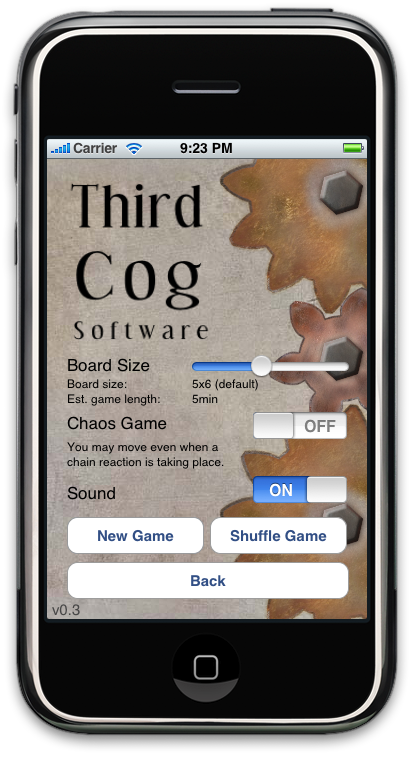 Carrier 9:23 PM
Third
Cog
Software
Board Size
Board size: 5x6 (default)
Est. game length: 5min
Chaos Game OFF
You may move even when a
chain reaction is taking place.
Sound ON
New Game Shuffle Game
Back
v0.3